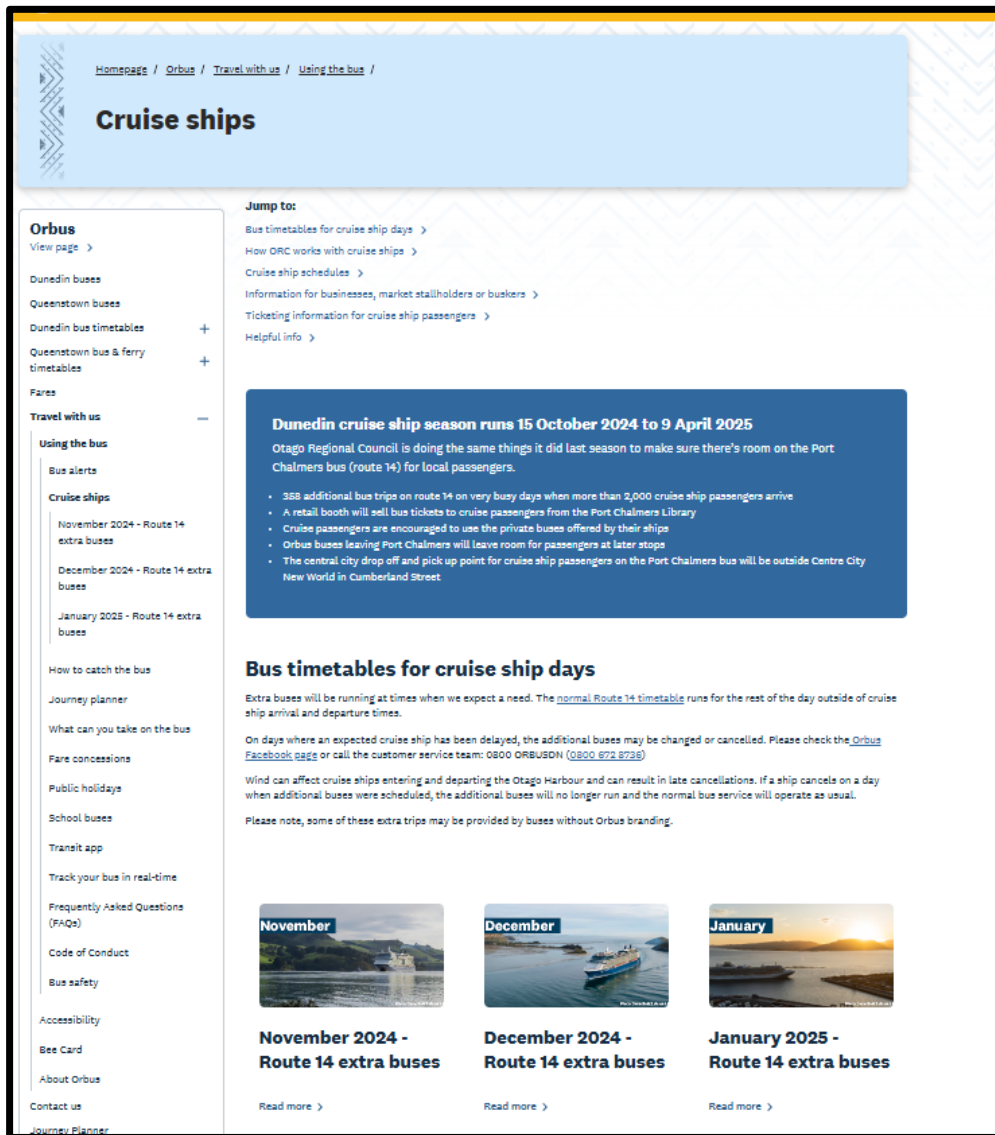 Homepage / Orbus / Travel with us / Using the bus /
Cruise ships
Orbus
View page >
Dunedin buses
Queenstown buses
Dunedin bus timetables +
Queenstown bus & ferry
timetables +
Fares
Travel with us —
Using the bus
Bus alerts
Cruise ships
November 2024 - Route 14
extra buses
December 2024 - Route 14 extra
buses
January 2025 - Route 14 extra
buses
How to catch the bus
Journey planner
What can you take on the bus
Fare concessions
Public holidays
School buses
Transit app
Track your bus in real-time
Frequently Asked Questions
(FAQs)
Code of Conduct
Bus safety
Accessibility
Bee Card
About Orbus
Contact us
Journey Planner
Jump to:
Bus timetables for cruise ship days >
How ORC works with cruise ships >
Cruise ship schedules >
Information for businesses, market stallholders or buskers >
Ticketing information for cruise ship passengers >
Helpful info >
Dunedin cruise ship season runs 15 October 2024 to 9 April 2025
Otago Regional Council is doing the same things it did last season to make sure there's room on the Port
Chalmers bus (route 14) for local passengers.
• 358 additional bus trips on route 14 on very busy days when more than 2,000 cruise ship passengers arrive
• A retail booth will sell bus tickets to cruise passengers from the Port Chalmers Library
• Cruise passengers are encouraged to use the private buses offered by their ships
• Orbus buses leaving Port Chalmers will leave room for passengers at later stops
• The central city drop off and pick up point for cruise ship passengers on the Port Chalmers bus will be outside Centre City
New World in Cumberland Street
Bus timetables for cruise ship days
Extra buses will be running at times when we expect a need. The normal Route 14 timetable runs for the rest of the day outside of cruise
ship arrival and departure times.
On days where an expected cruise ship has been delayed, the additional buses may be changed or cancelled. Please check the Orbus
Facebook page or call the customer service team: 0800 ORBUSDN (0800 672 8736)
Wind can affect cruise ships entering and departing the Otago Harbour and can result in late cancellations. If a ship cancels on a day
when additional buses were scheduled, the additional buses will no longer run and the normal bus service will operate as usual.
Please note, some of these extra trips may be provided by buses without Orbus branding.
November
November 2024 -
Route 14 extra buses
Read more >
December
December 2024 -
Route 14 extra buses
Read more >
January
January 2025 -
Route 14 extra buses
Read more >